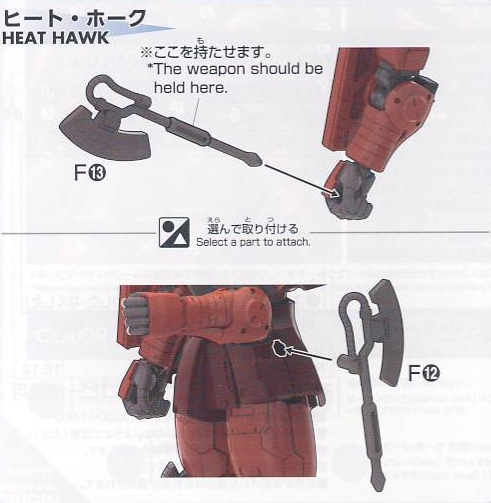 ヒート・ホーク
HEAT HAWK
※ここを持たせます。
*The weapon should be
held here.
F⑬
選んで取り付ける
Select a part to attach.
F⑫